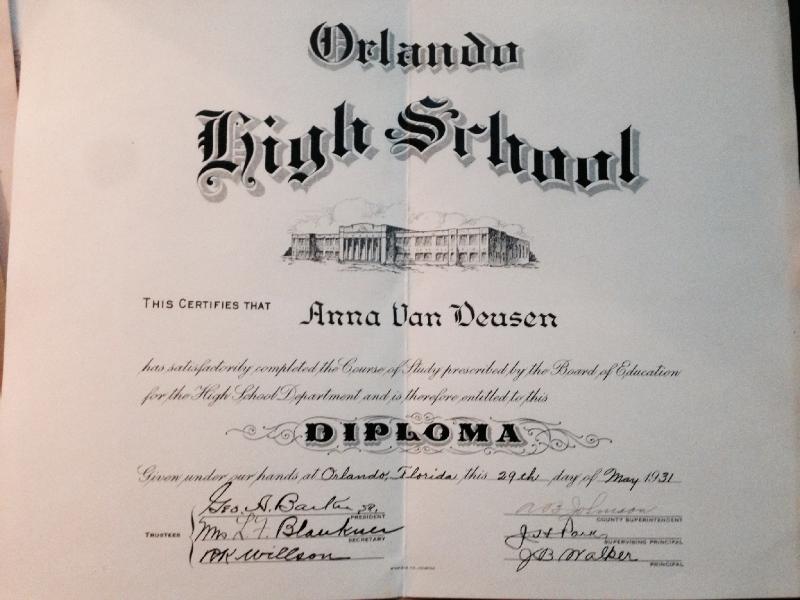 Orlando
High School
THIS CERTIFIES THAT Anna Van Deusen
has satisfactorily completed the Course of Study prescribed by the Board of Education
for the High School Department and is therefore entitled to this
DIPLOMA
Given under our hands at Orlando, Florida, this 29th day of May 1931
TRUSTEES
Geo. A. Barker, Sr.
PRESIDENT
Mrs L. F. Blankner
SECRETARY
Willson
Johnson
COUNTY SUPERINTENDENT
SUPERVISING PRINCIPAL
J B Walker
PRINCIPAL